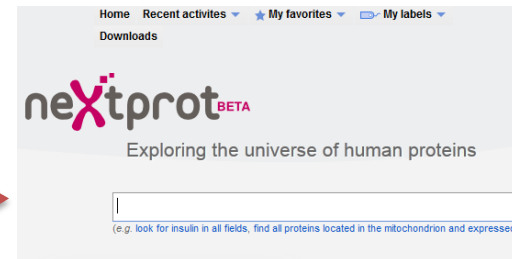 Home Recent activites My favorites My labels
Downloads
neXtprot BETA
Exploring the universe of human proteins
(e.g. look for insulin in all fields, find all proteins located in the mitochondrion and expressed